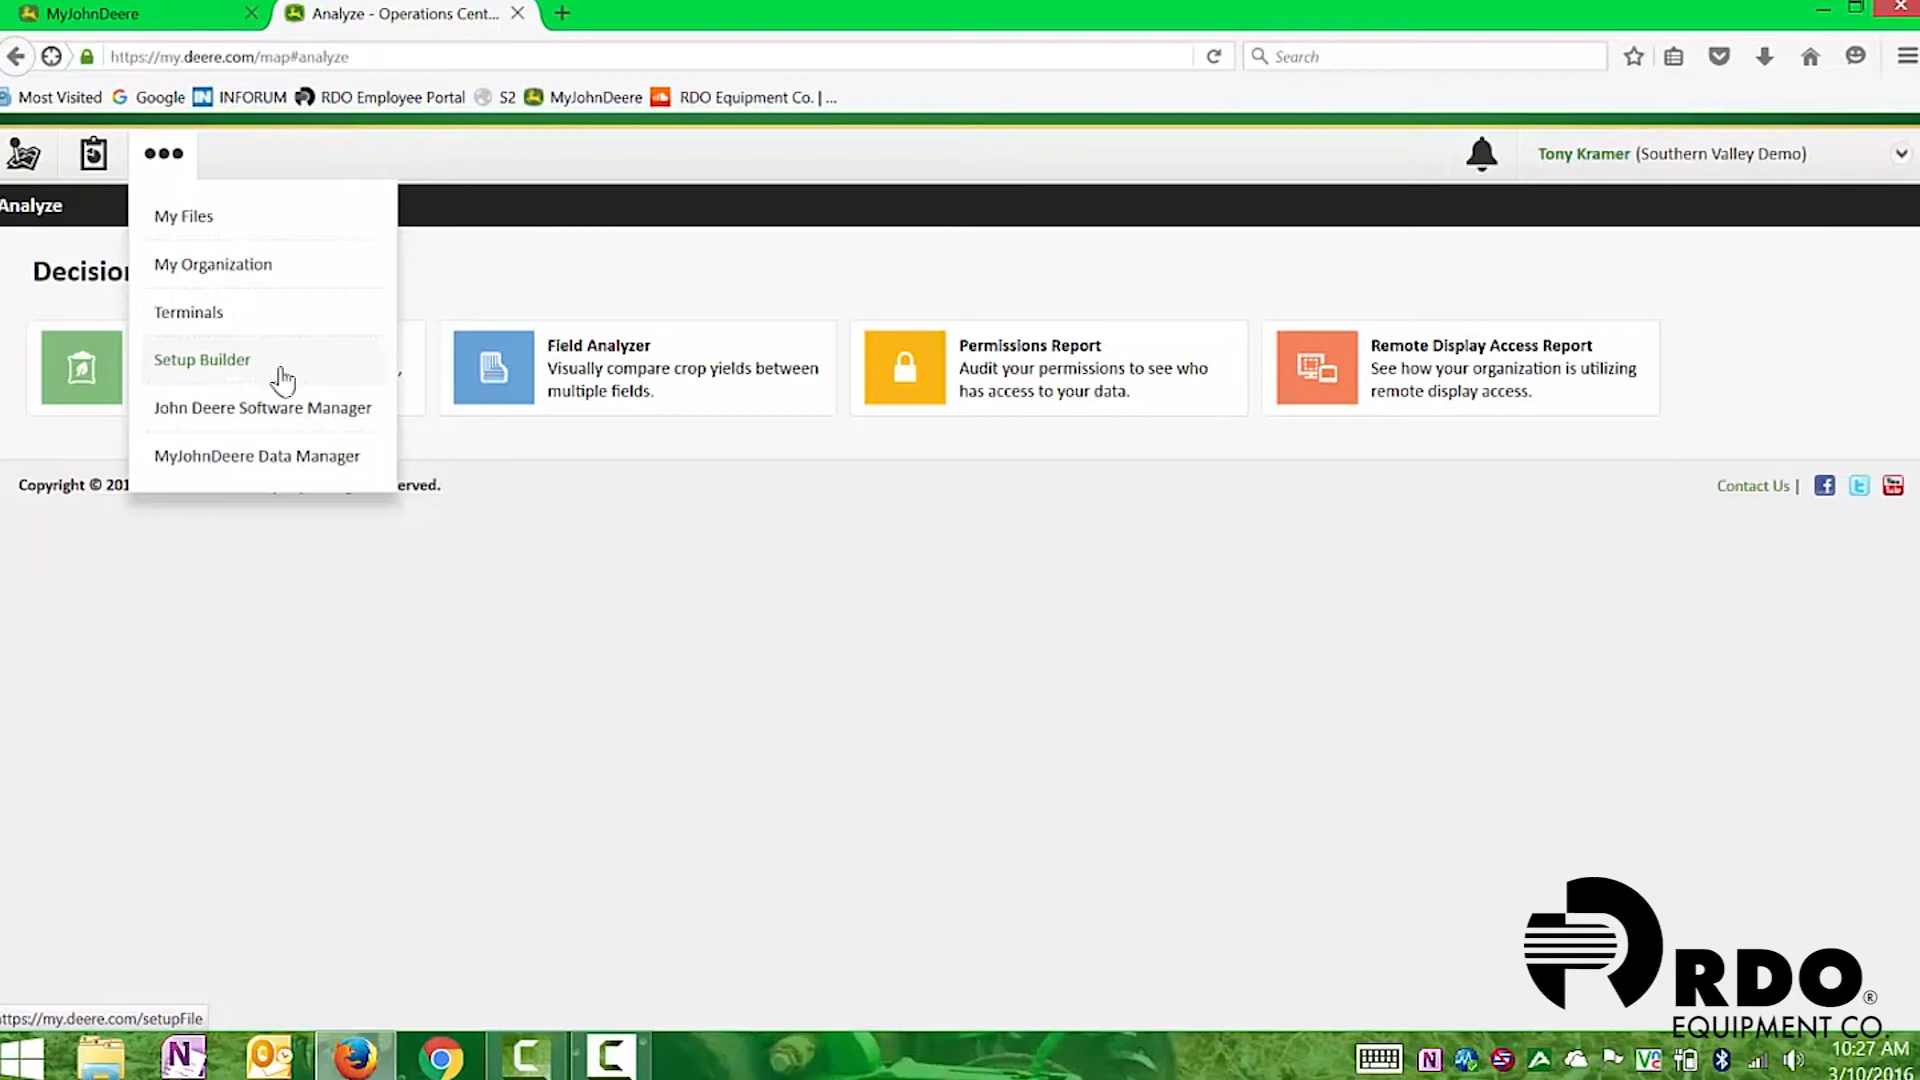 MyJohnDeere
Analyze - Operations Cent...
https://my.deere.com/map#analyze
Search
Most Visited
Google
INFORUM
RDO Employee Portal
S2
MyJohnDeere
RDO Equipment Co. | ...
Tony Kramer (Southern Valley Demo)
Analyze
My Files
My Organization
Terminals
Setup Builder
John Deere Software Manager
MyJohnDeere Data Manager
Decision
Field Analyzer
Visually compare crop yields between
multiple fields.
Permissions Report
Audit your permissions to see who
has access to your data.
Remote Display Access Report
See how your organization is utilizing
remote display access.
Copyright © 201
erved.
Contact Us |
ttps://my.deere.com/setupFile
RDO®
EQUIPMENT CO.
10:27 AM
3/10/2016